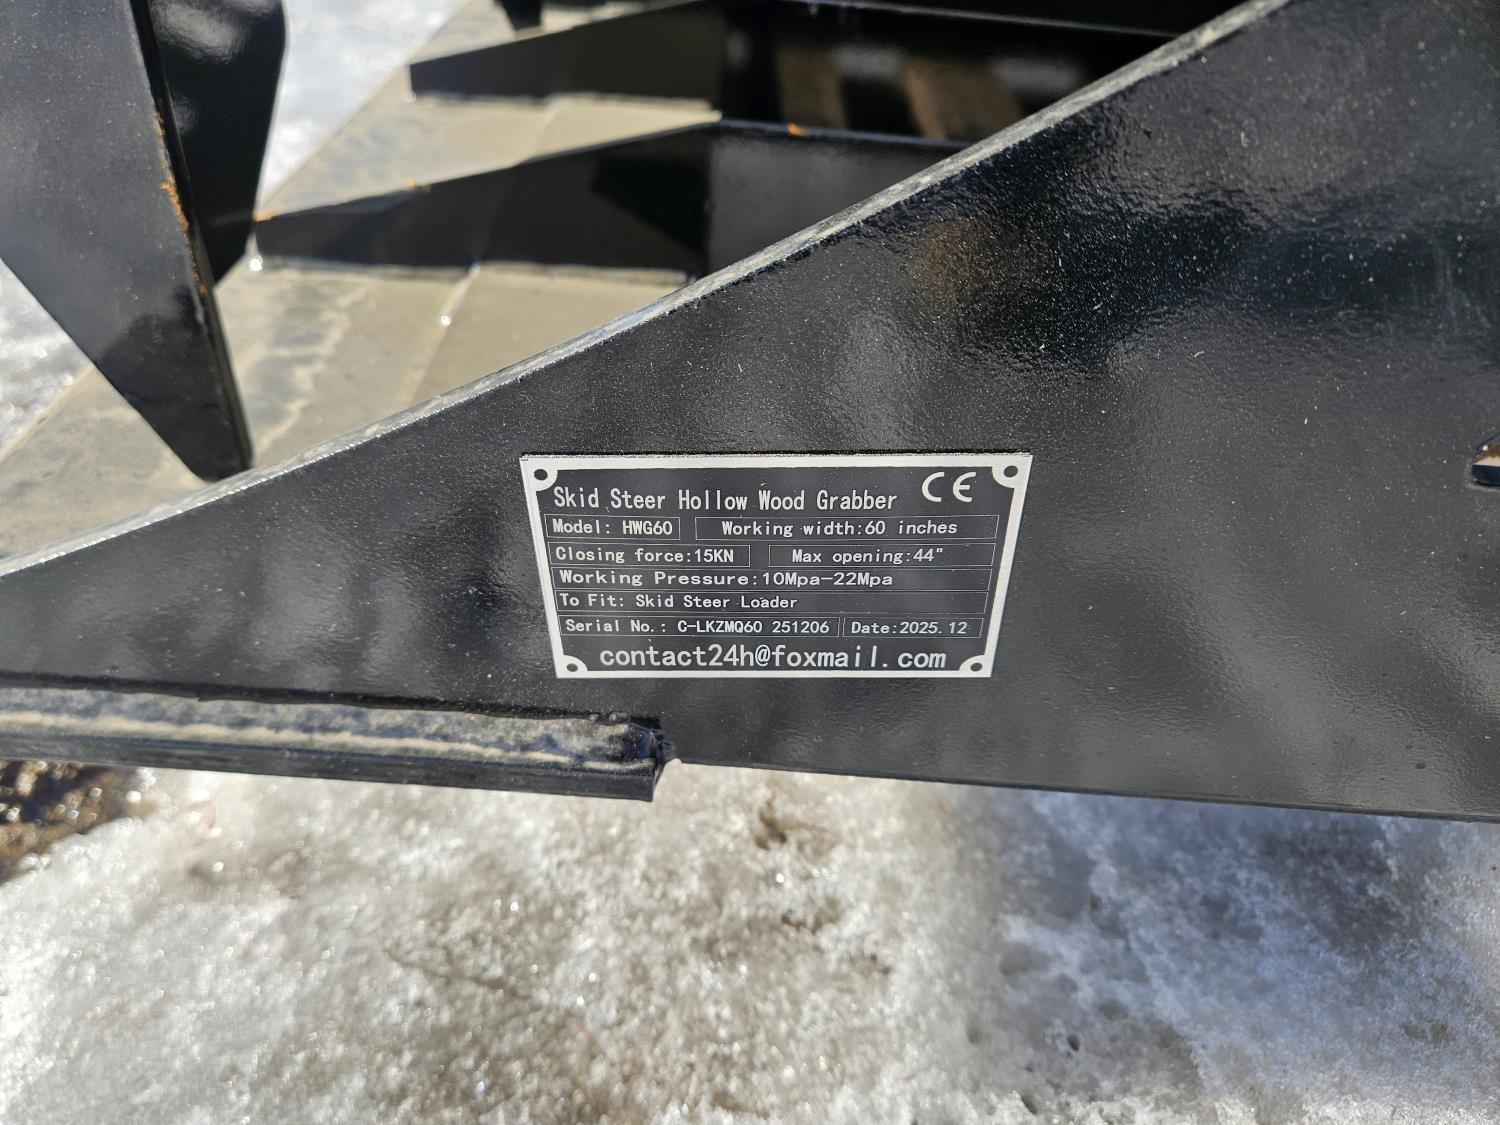 Skid Steer Hollow Wood Grabber CE
Model: HWG60 Working width:60 inches
Closing force:15KN Max opening:44"
Working Pressure:10Mpa-22Mpa
To Fit: Skid Steer Loader
Serial No.: C-LKZMQ60 251206 Date:2025.12
contact24h@foxmail.com